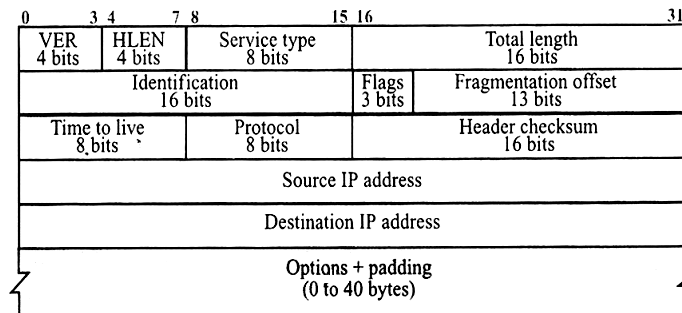 0 3 4 7 8 15 16 31
VER HLEN Service type Total length
4 bits 4 bits 8 bits 16 bits
Identification Flags Fragmentation offset
16 bits 3 bits 13 bits
Time to live Protocol Header checksum
8 bits 8 bits 16 bits
Source IP address
Destination IP address
Options + padding
(0 to 40 bytes)